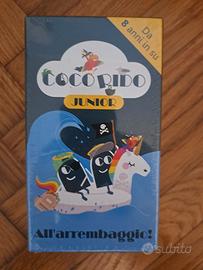 Da
8 anni in su
COCO RIDO
JUNIOR
All'arrembaggio!
subito